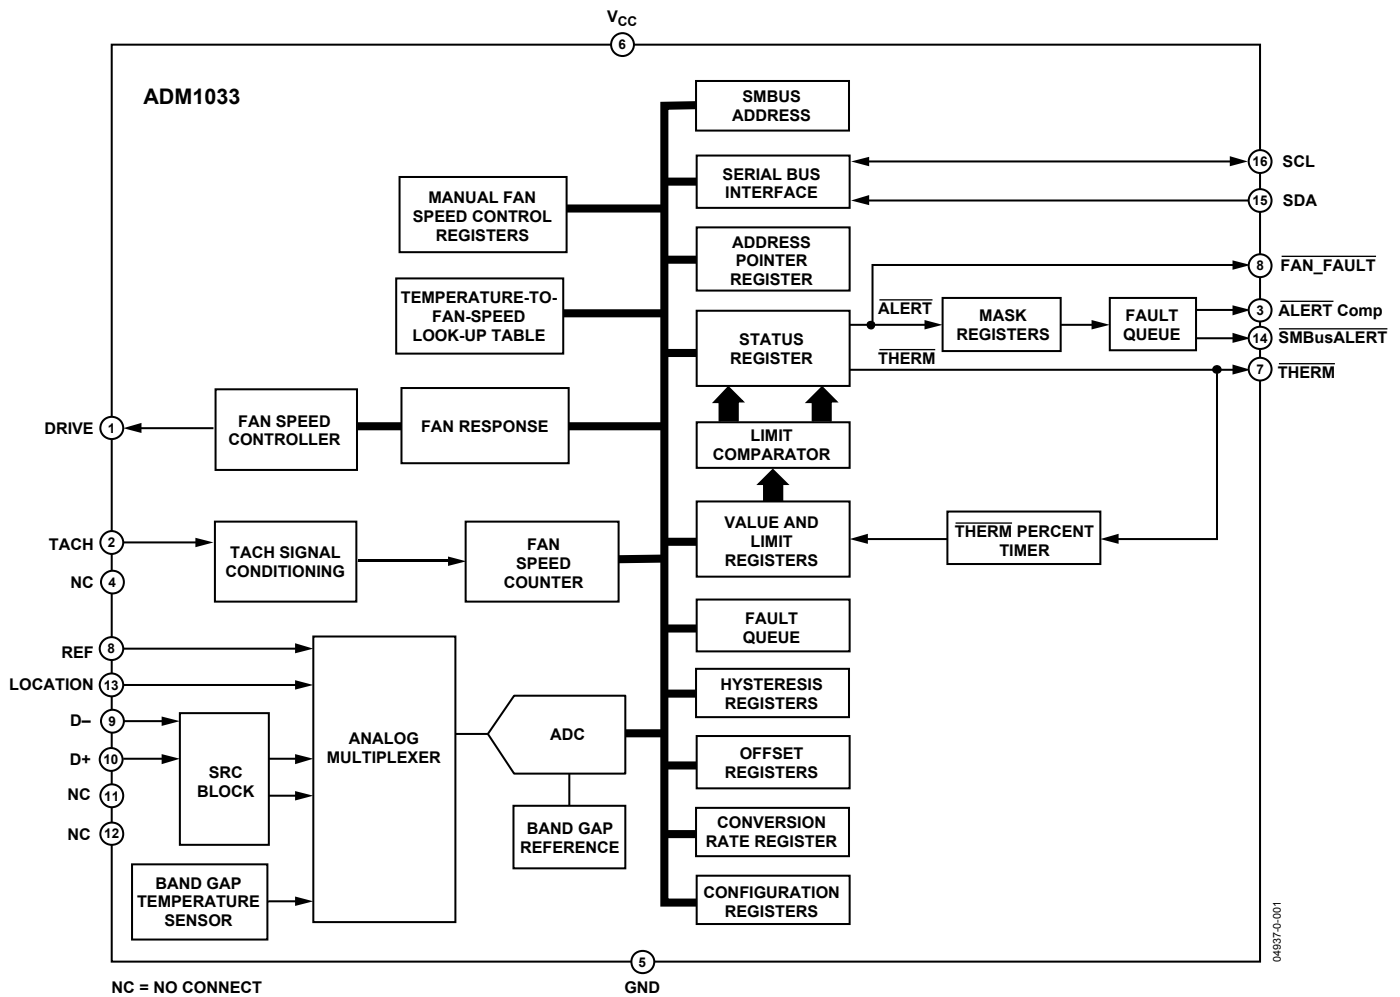 VCC
6
ADM1033
SMBUS
ADDRESS
SERIAL BUS
INTERFACE
16 SCL
15 SDA
MANUAL FAN
SPEED CONTROL
REGISTERS
ADDRESS
POINTER
REGISTER
8 FAN_FAULT
TEMPERATURE-TO-
FAN-SPEED
LOOK-UP TABLE
STATUS
REGISTER
ALERT
THERM
MASK
REGISTERS
FAULT
QUEUE
3 ALERT Comp
14 SMBusALERT
7 THERM
DRIVE 1
FAN SPEED
CONTROLLER
FAN RESPONSE
LIMIT
COMPARATOR
TACH 2
NC 4
TACH SIGNAL
CONDITIONING
FAN
SPEED
COUNTER
VALUE AND
LIMIT
REGISTERS
THERM PERCENT
TIMER
FAULT
QUEUE
REF 8
LOCATION 13
D– 9
D+ 10
NC 11
NC 12
SRC
BLOCK
ANALOG
MULTIPLEXER
ADC
HYSTERESIS
REGISTERS
OFFSET
REGISTERS
BAND GAP
REFERENCE
CONVERSION
RATE REGISTER
BAND GAP
TEMPERATURE
SENSOR
CONFIGURATION
REGISTERS
04937-0-001
5
GND
NC = NO CONNECT